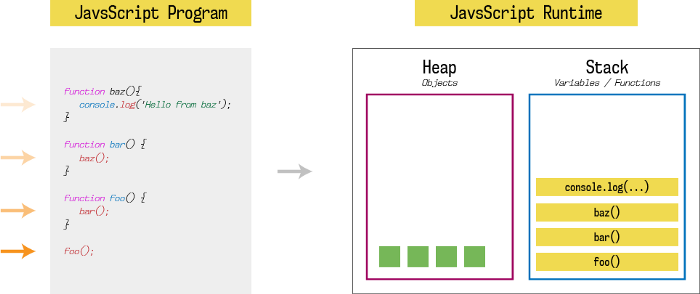 JavsScript Program
function baz(){
console.log('Hello from baz');
}
function bar() {
baz();
}
function foo() {
bar();
}
foo();
JavsScript Runtime
Heap
Objects
Stack
Variables / Functions
console.log(...)
baz()
bar()
foo()